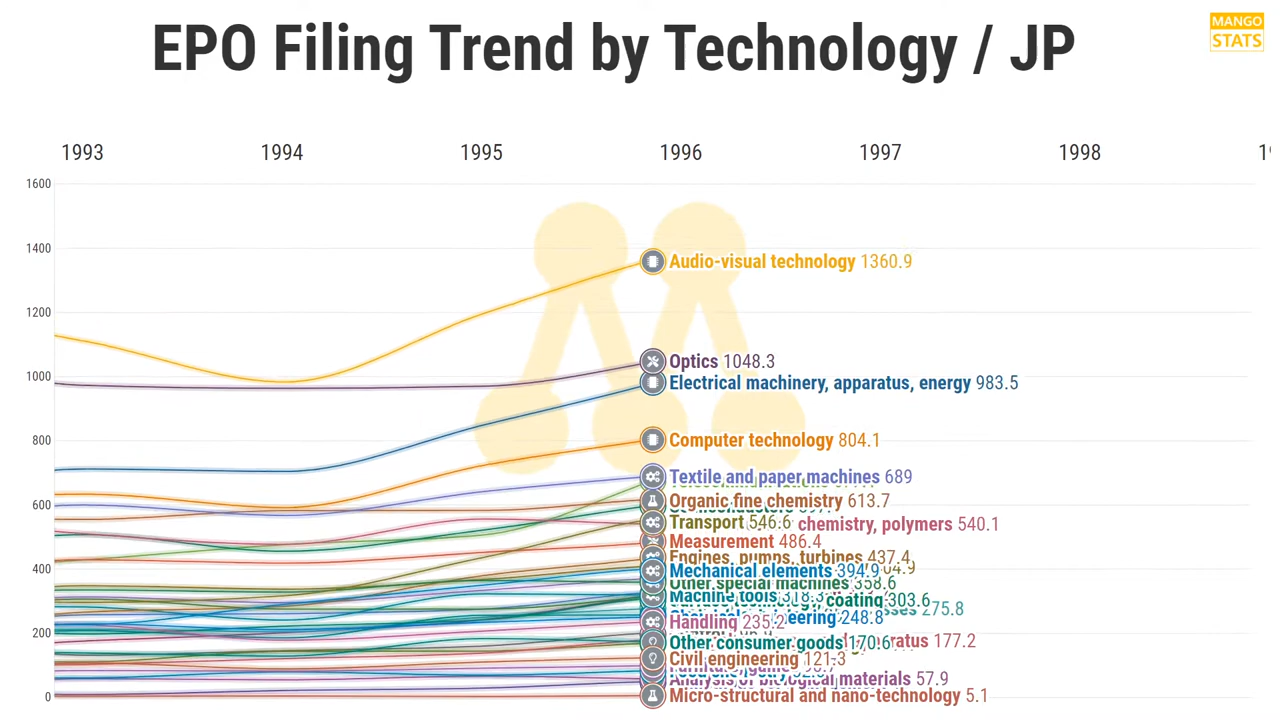 EPO Filing Trend by Technology / JP
MANGO
STATS
1993 1994 1995 1996 1997 1998
1600
1400
1200
1000
800
600
400
200
0
Audio-visual technology 1360.9
Optics 1048.3
Electrical machinery, apparatus, energy 983.5
Computer technology 804.1
Textile and paper machines 689
Organic fine chemistry 613.7
Transport 546.6 chemistry, polymers 540.1
Measurement 486.4
Engines, pumps, turbines 437.4
Mechanical elements 394.9
Other special machines 358.6
Machine tools 318.3
coating 303.6
275.8
248.8
Handling 235.2
177.2
Other consumer goods 170.6
Civil engineering 121.3
Analysis of biological materials 57.9
Micro-structural and nano-technology 5.1